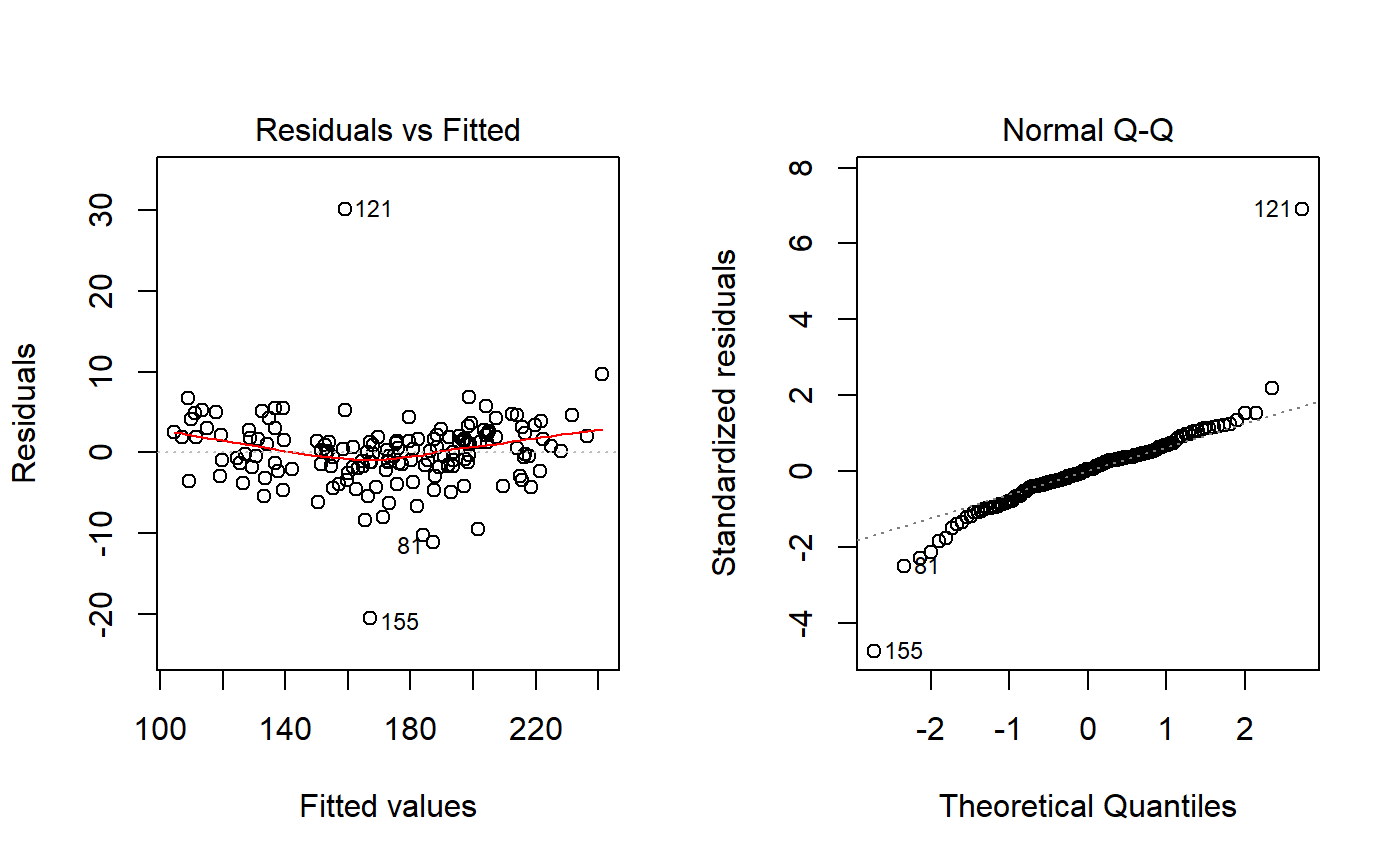 Residuals vs Fitted
Residuals
30
20
10
0
-10
-20
121
81
155
100 140 180 220
Fitted values
Normal Q-Q
Standardized residuals
8
6
4
2
0
-2
-4
121
81
155
-2 -1 0 1 2
Theoretical Quantiles